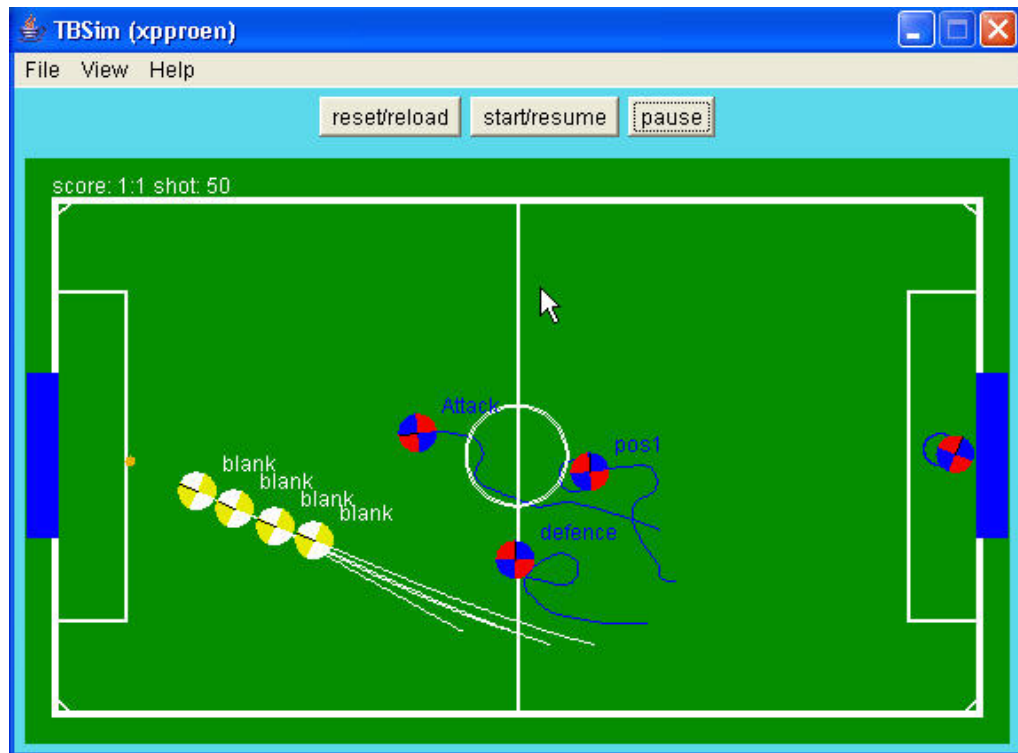 TBSim (xpproen)
File View Help
reset/reload start/resume pause
score: 1:1 shot: 50
Attack
pos1
blank
blank
blank
blank
defence